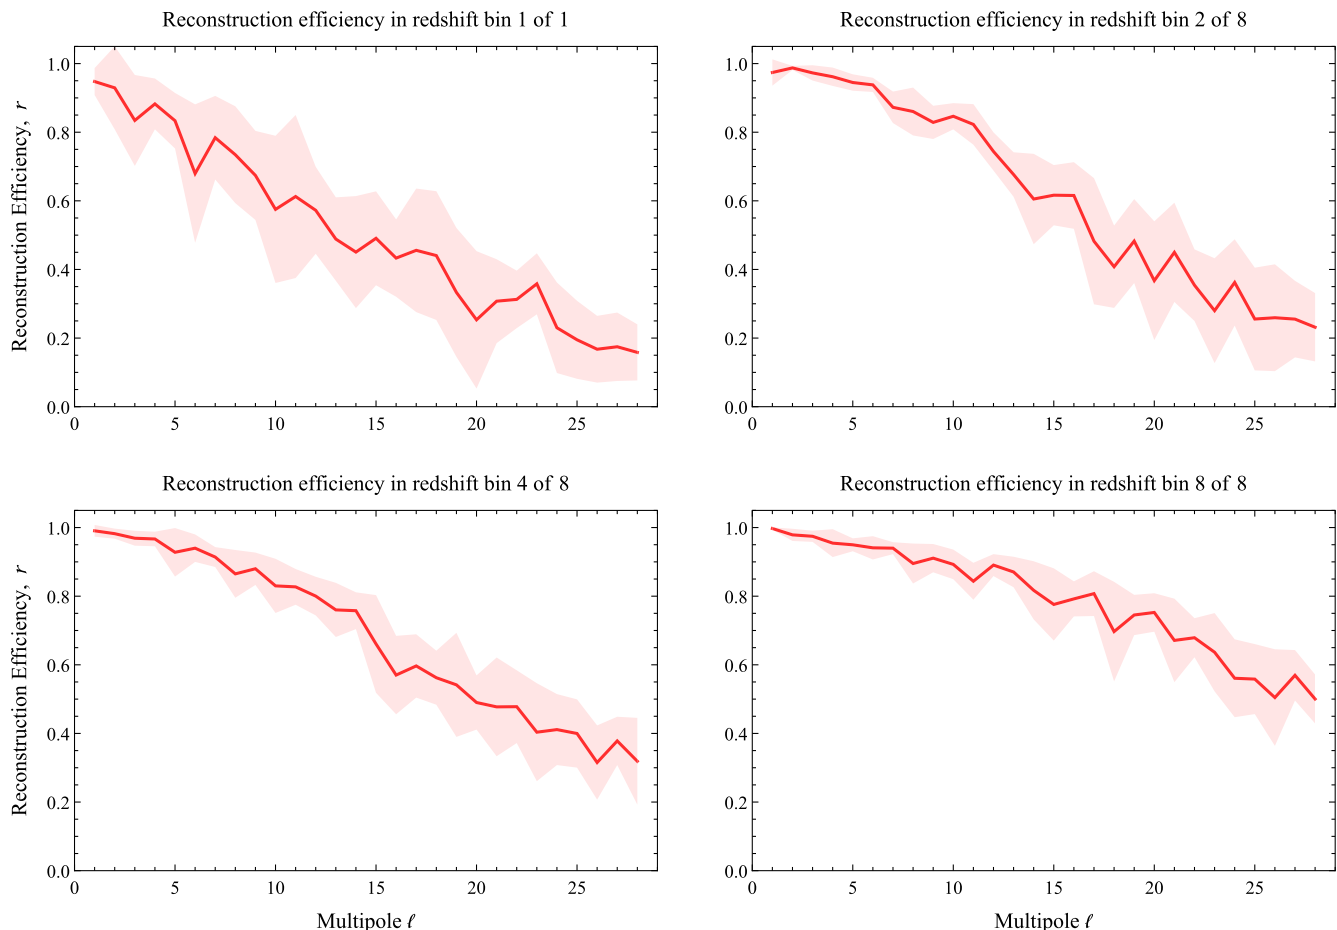 Reconstruction efficiency in redshift bin 1 of 1
Reconstruction Efficiency, r
1.0
0.8
0.6
0.4
0.2
0.0
0 5 10 15 20 25
Reconstruction efficiency in redshift bin 2 of 8
1.0
0.8
0.6
0.4
0.2
0.0
0 5 10 15 20 25
Reconstruction efficiency in redshift bin 4 of 8
Reconstruction Efficiency, r
1.0
0.8
0.6
0.4
0.2
0.0
0 5 10 15 20 25
Multipole ℓ
Reconstruction efficiency in redshift bin 8 of 8
1.0
0.8
0.6
0.4
0.2
0.0
0 5 10 15 20 25
Multipole ℓ